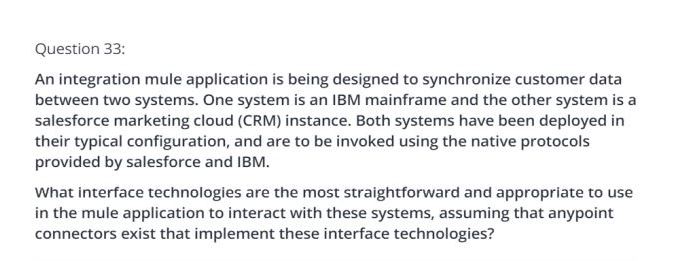 Question 33:
An integration mule application is being designed to synchronize customer data
between two systems. One system is an IBM mainframe and the other system is a
salesforce marketing cloud (CRM) instance. Both systems have been deployed in
their typical configuration, and are to be invoked using the native protocols
provided by salesforce and IBM.
What interface technologies are the most straightforward and appropriate to use
in the mule application to interact with these systems, assuming that anypoint
connectors exist that implement these interface technologies?